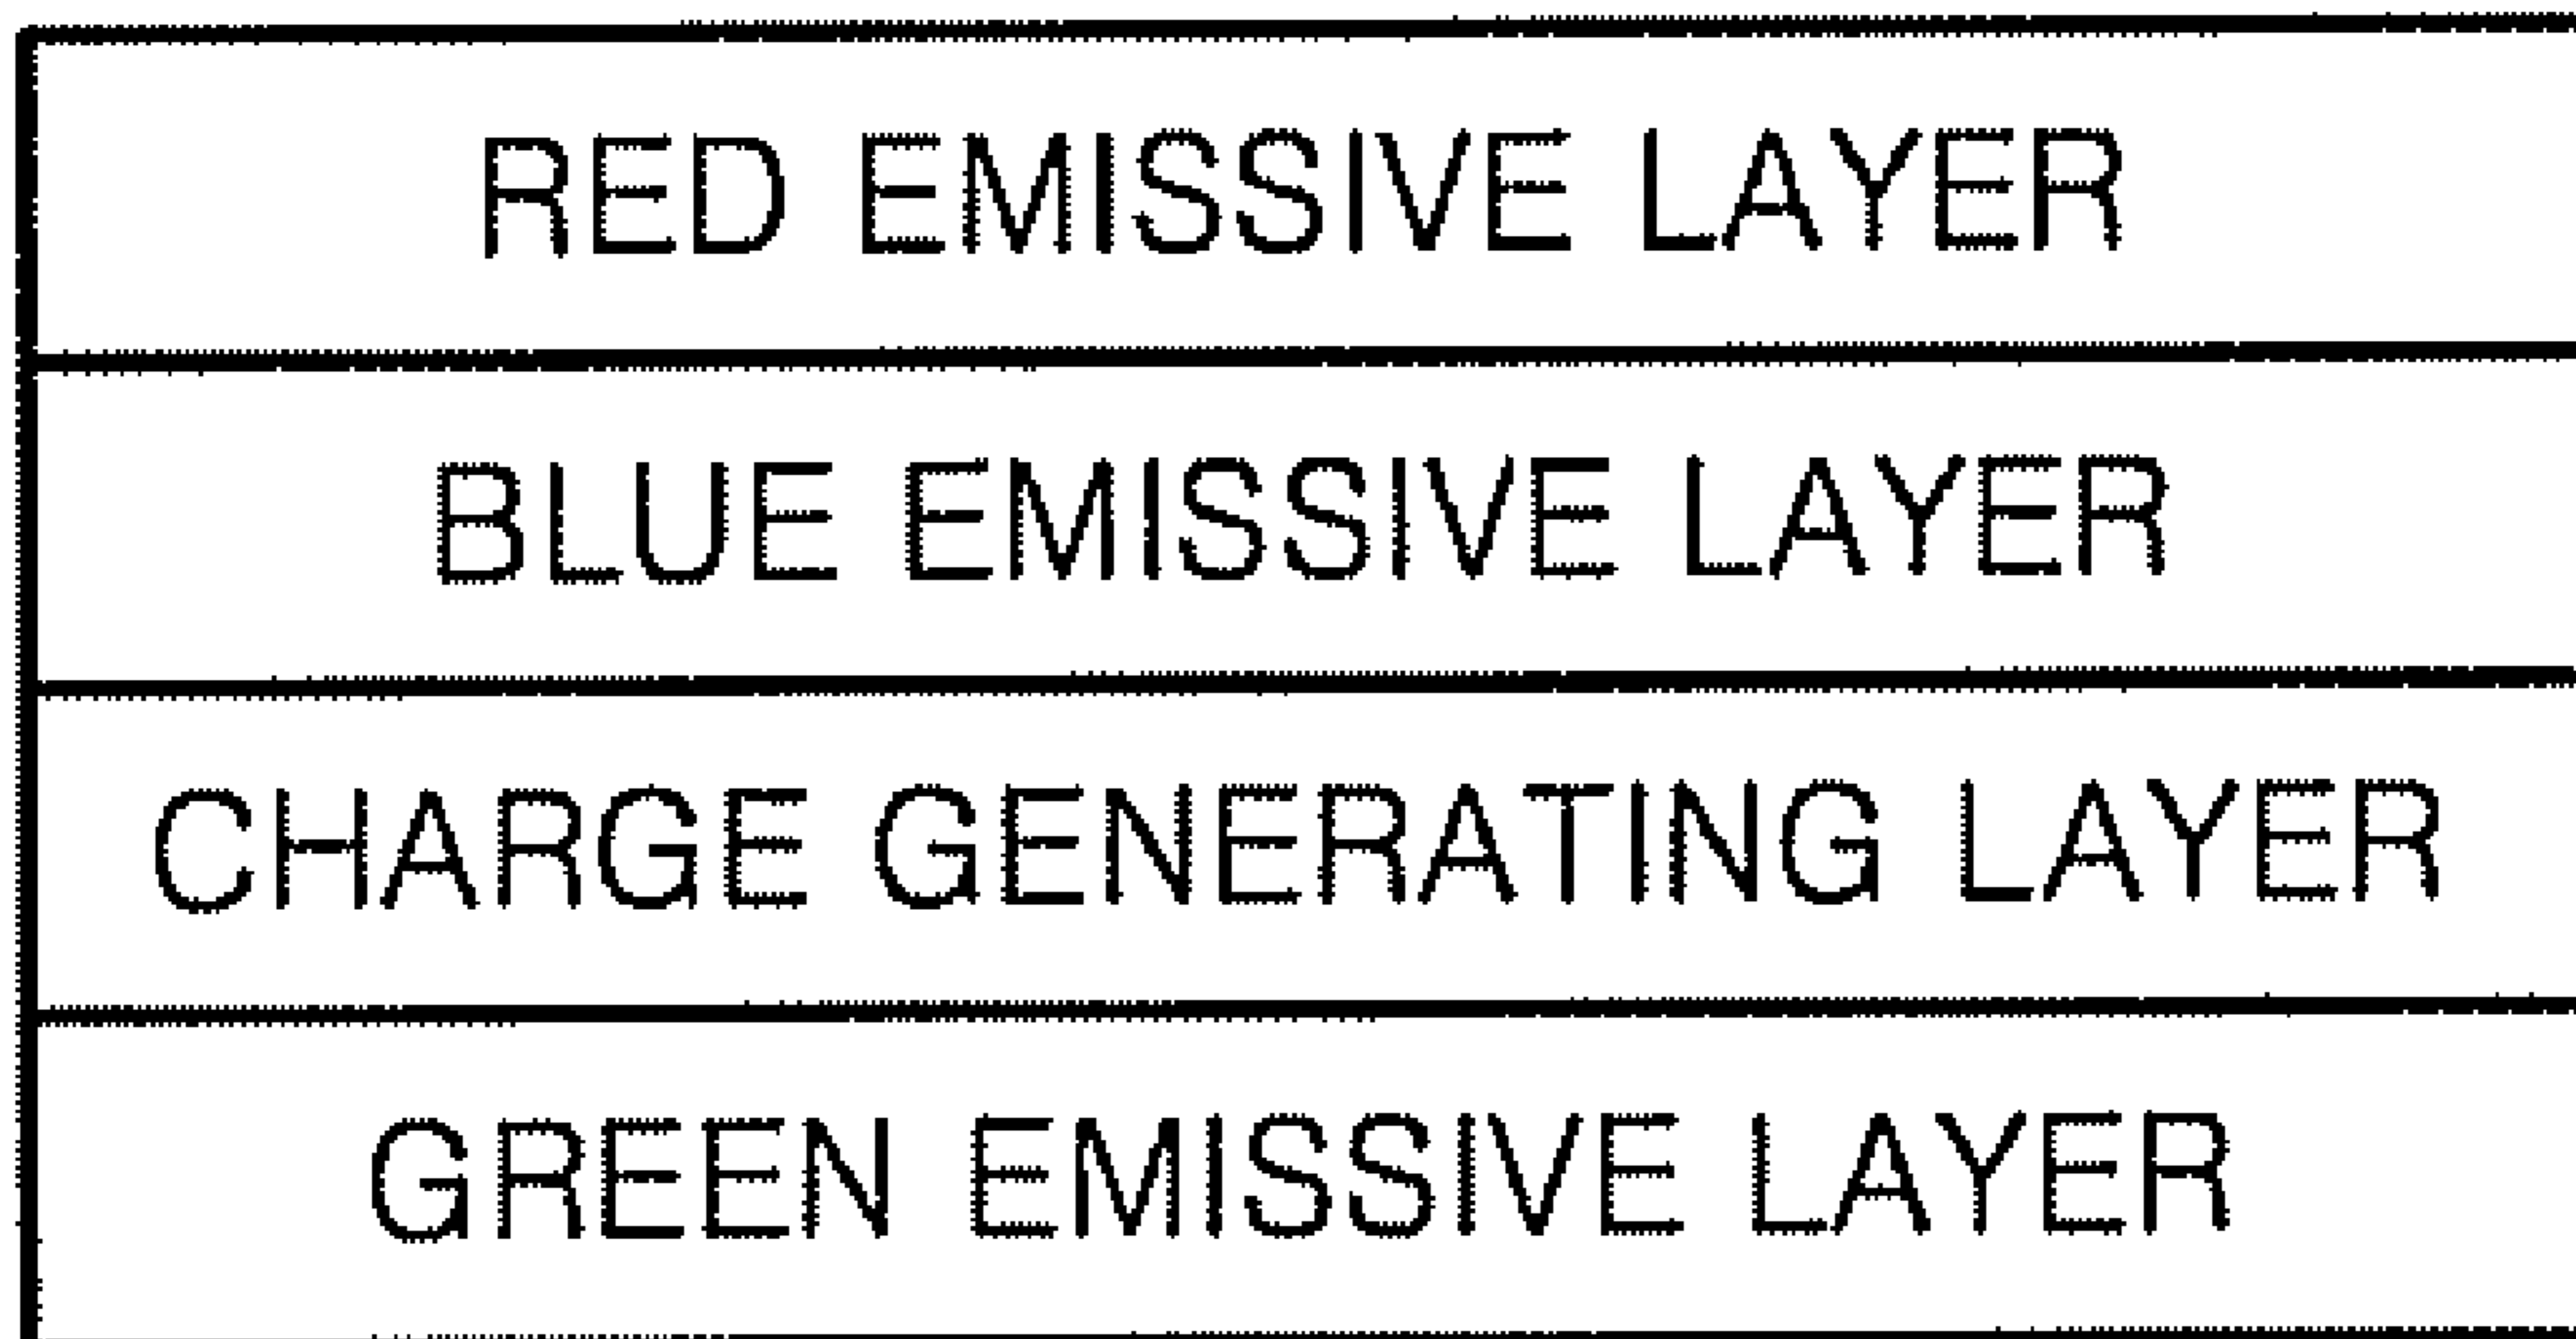 RED EMISSIVE LAYER
BLUE EMISSIVE LAYER
CHARGE GENERATING LAYER
GREEN EMISSIVE LAYER